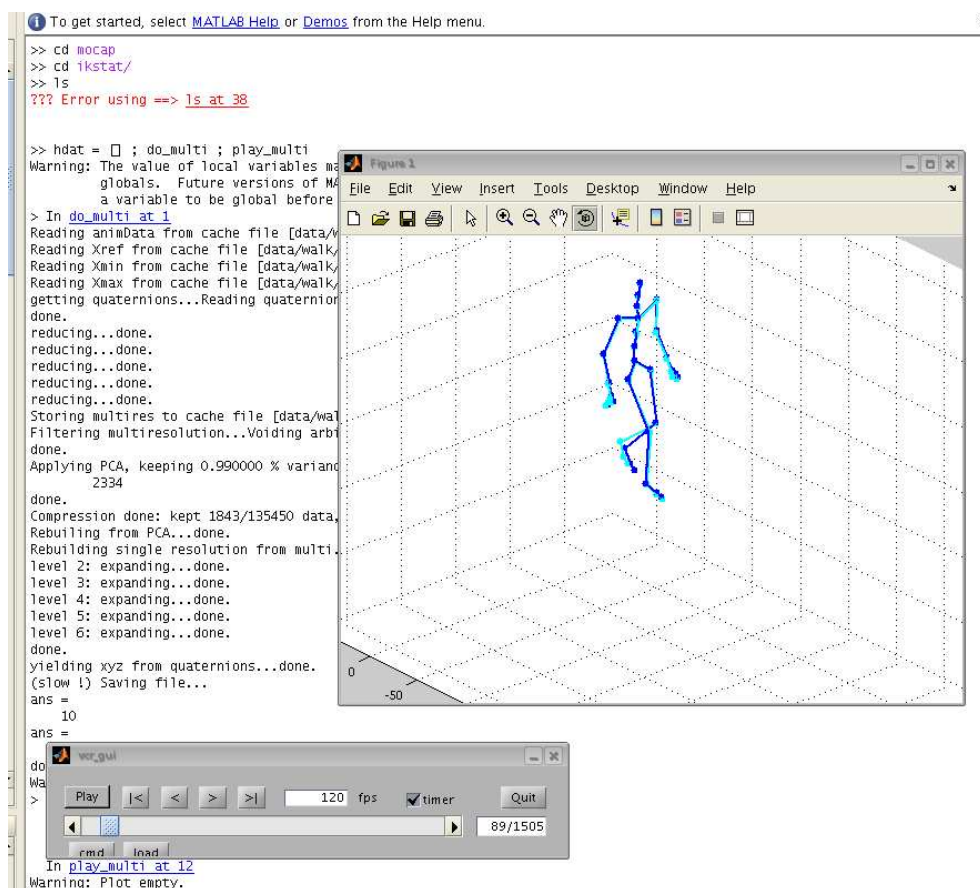 To get started, select MATLAB Help or Demos from the Help menu.
>> cd mocap
>> cd ikstat/
>> ls
??? Error using ==> ls at 38
>> hdat = [] ; do_multi ; play_multi
Warning: The value of local variables
globals.  Future versions of
a variable to be global before
> In do_multi at 1
Reading animData from cache file [data/
Reading Xref from cache file [data/walk/
Reading Xmin from cache file [data/walk/
Reading Xmax from cache file [data/walk/
getting quaternions...Reading
done.
reducing...done.
reducing...done.
reducing...done.
reducing...done.
reducing...done.
Storing multires to cache file [data/
Filtering multiresolution...Voiding
done.
Applying PCA, keeping 0.990000 %
2334
done.
Compression done: kept 1843/135450 data,
Rebuiling from PCA...done.
Rebuilding single resolution from multi.
level 2: expanding...done.
level 3: expanding...done.
level 4: expanding...done.
level 5: expanding...done.
level 6: expanding...done.
done.
yielding xyz from quaternions...done.
(slow !) Saving file...
ans =
10
ans =
do
Wa
>
In play_multi at 12
Warning: Plot empty.
Figure 1
File Edit View Insert Tools Desktop Window Help
0
-50
vcr_gui
Play |< < > >| 120 fps timer Quit
89/1505
cmd load